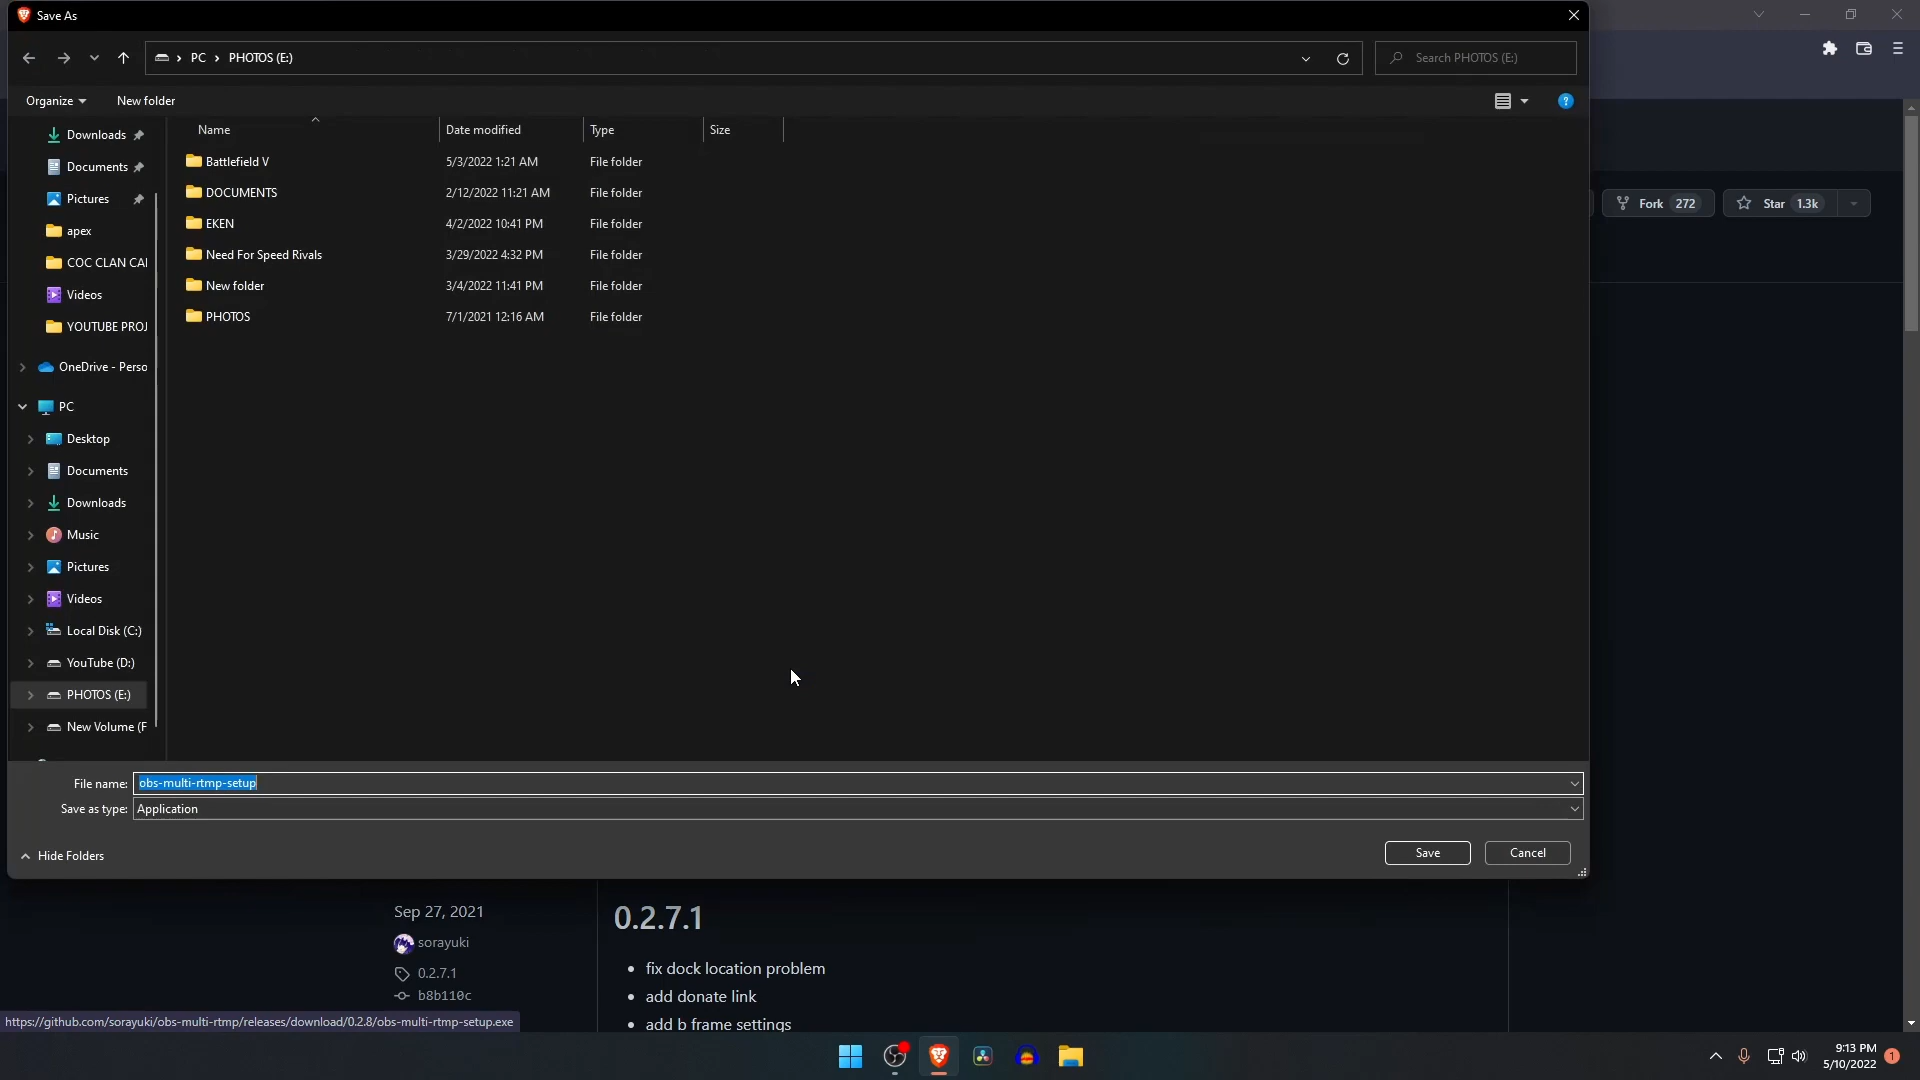 Save As
PC
PHOTOS (E:)
Search PHOTOS (E:)
Fork 272
Star 1.3k
Organize
New folder
Name
Date modified
Type
Size
Battlefield V 5/3/2022 1:21 AM File folder
DOCUMENTS 2/12/2022 11:21 AM File folder
EKEN 4/2/2022 10:41 PM File folder
Need For Speed Rivals 3/29/2022 4:32 PM File folder
New folder 3/4/2022 11:41 PM File folder
PHOTOS 7/1/2021 12:16 AM File folder
Downloads
Documents
Pictures
apex
COC CLAN CAI
Videos
YOUTUBE PROJ
OneDrive - Perso
PC
Desktop
Documents
Downloads
Music
Pictures
Videos
Local Disk (C:)
YouTube (D:)
PHOTOS (E:)
New Volume (F
File name: obs-multi-rtmp-setup
Save as type: Application
Hide Folders
Save
Cancel
Sep 27, 2021
sorayuki
0.2.7.1
b8b110c
0.2.7.1
fix dock location problem
add donate link
add b frame settings
https://github.com/sorayuki/obs-multi-rtmp/releases/download/0.2.8/obs-multi-rtmp-setup.exe
9:13 PM
5/10/2022
1